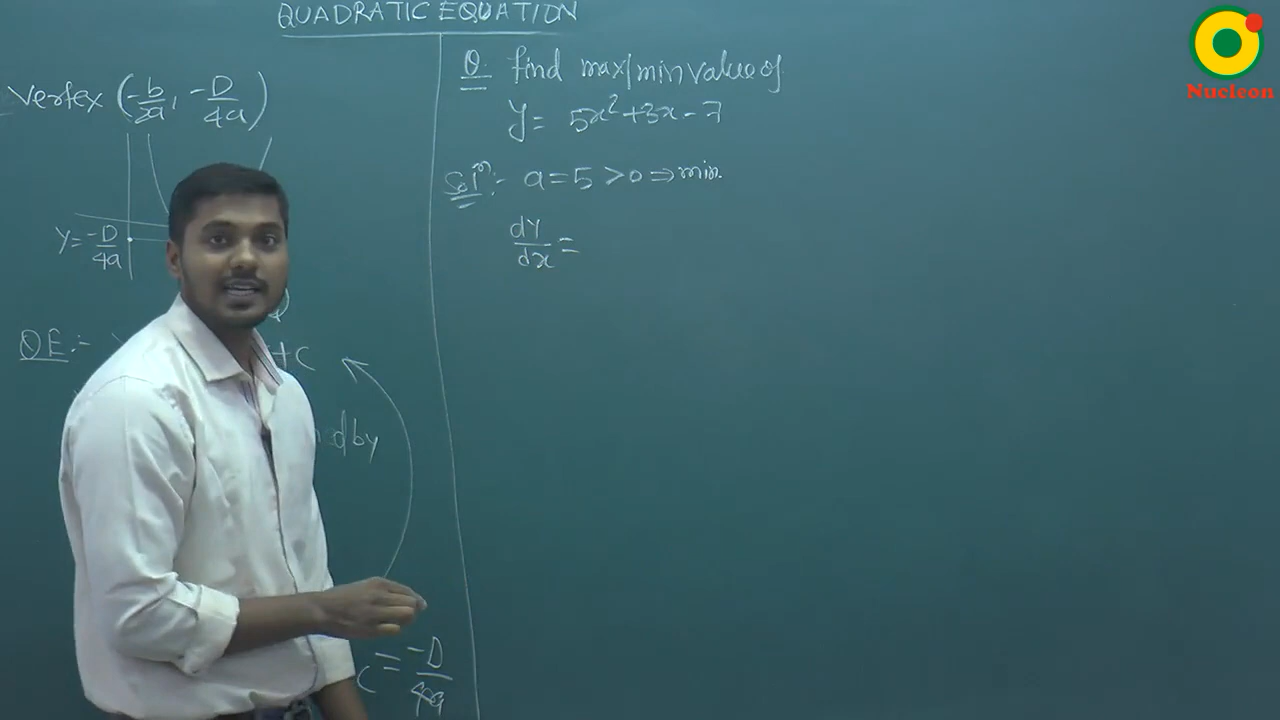 QUADRATIC EQUATION
Vertex (-b/2a, -D/4a)
Y = -D/4a
QE:-
+C
d by
C = -D/4a
Q. find max/min value of
Y = 5x²+3x-7
Solⁿ:- a = 5 > 0 ⇒ min.
dY/dx =
Nucleon